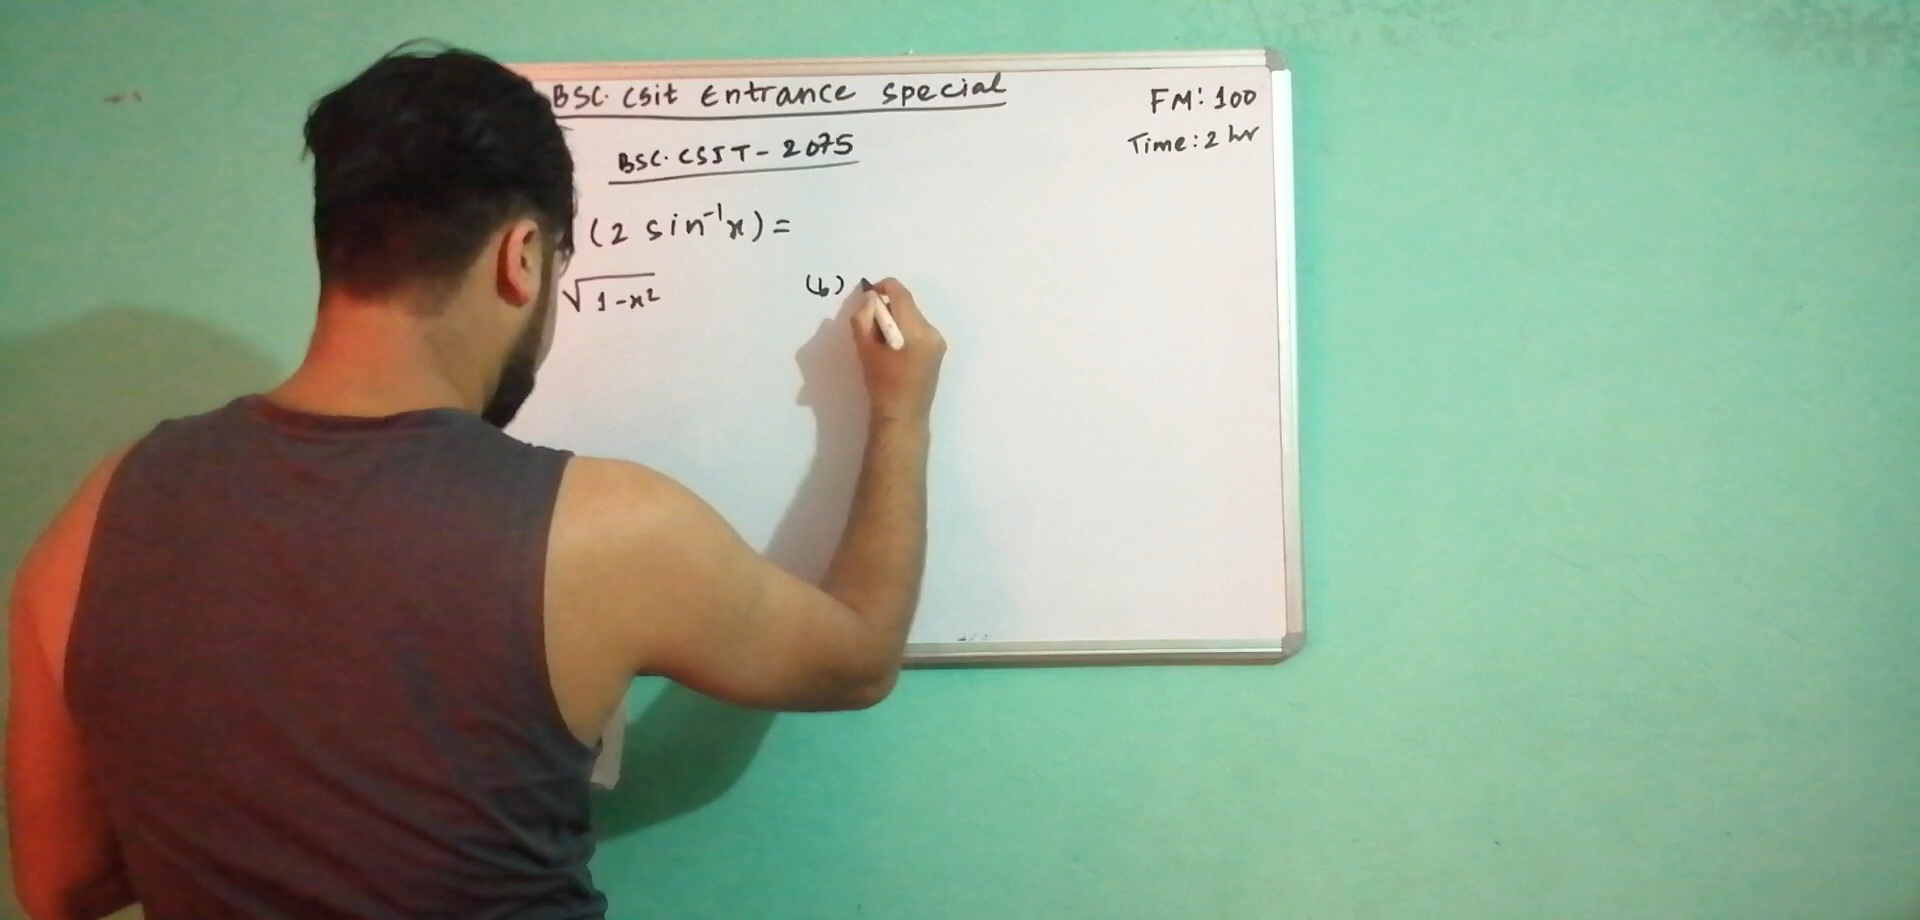 BSC. CSit Entrance Special
FM: 100
Time: 2 hr
BSC. CSIT - 2075
(2 sin⁻¹x) =
√1-x²
(b)